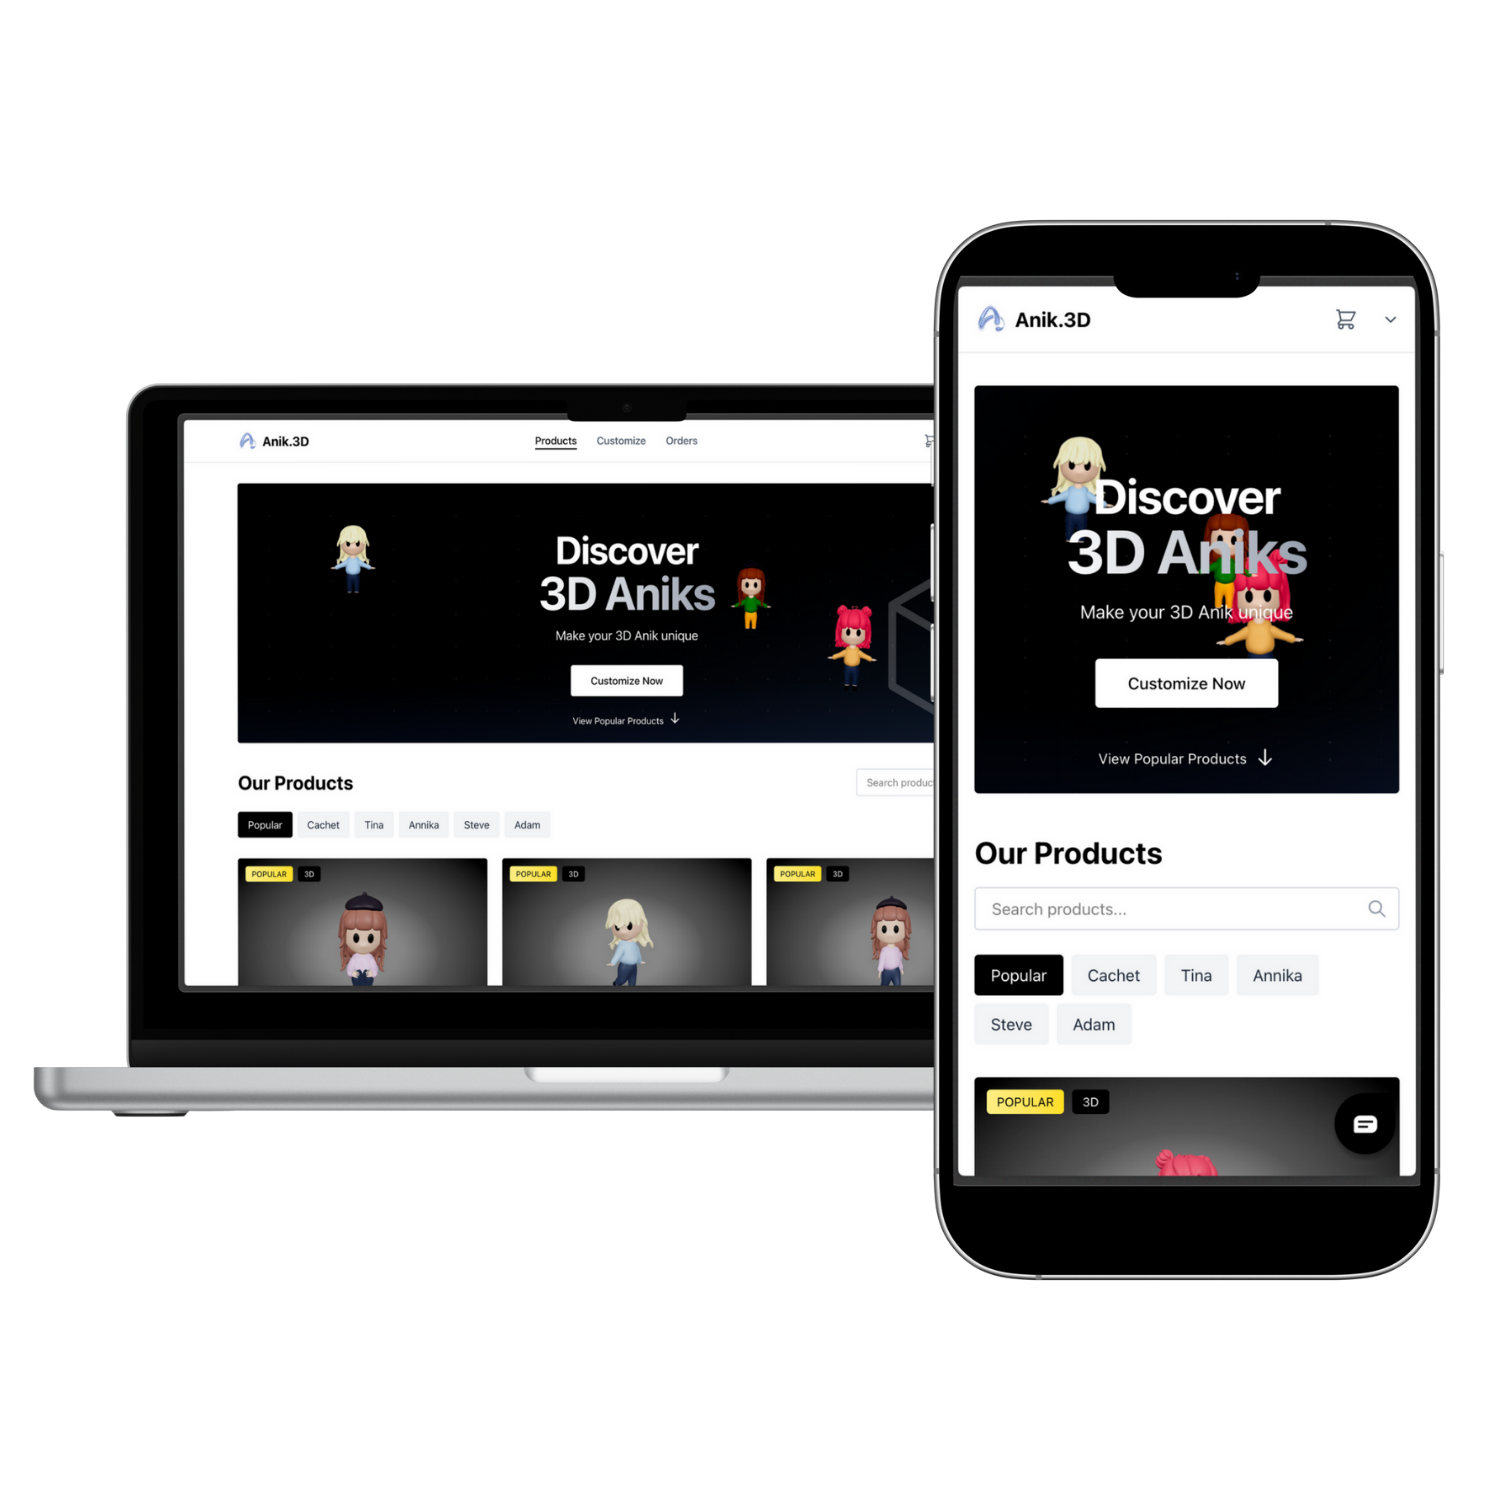 Anik.3D
Products Customize Orders
Discover
3D Aniks
Make your 3D Anik unique
Customize Now
View Popular Products
Our Products
Search produc
Popular Cachet Tina Annika Steve Adam
POPULAR 3D
POPULAR 3D
POPULAR 3D
Anik.3D
Discover
3D Aniks
Make your 3D Anik unique
Customize Now
View Popular Products
Our Products
Search products...
Popular Cachet Tina Annika
Steve Adam
POPULAR 3D